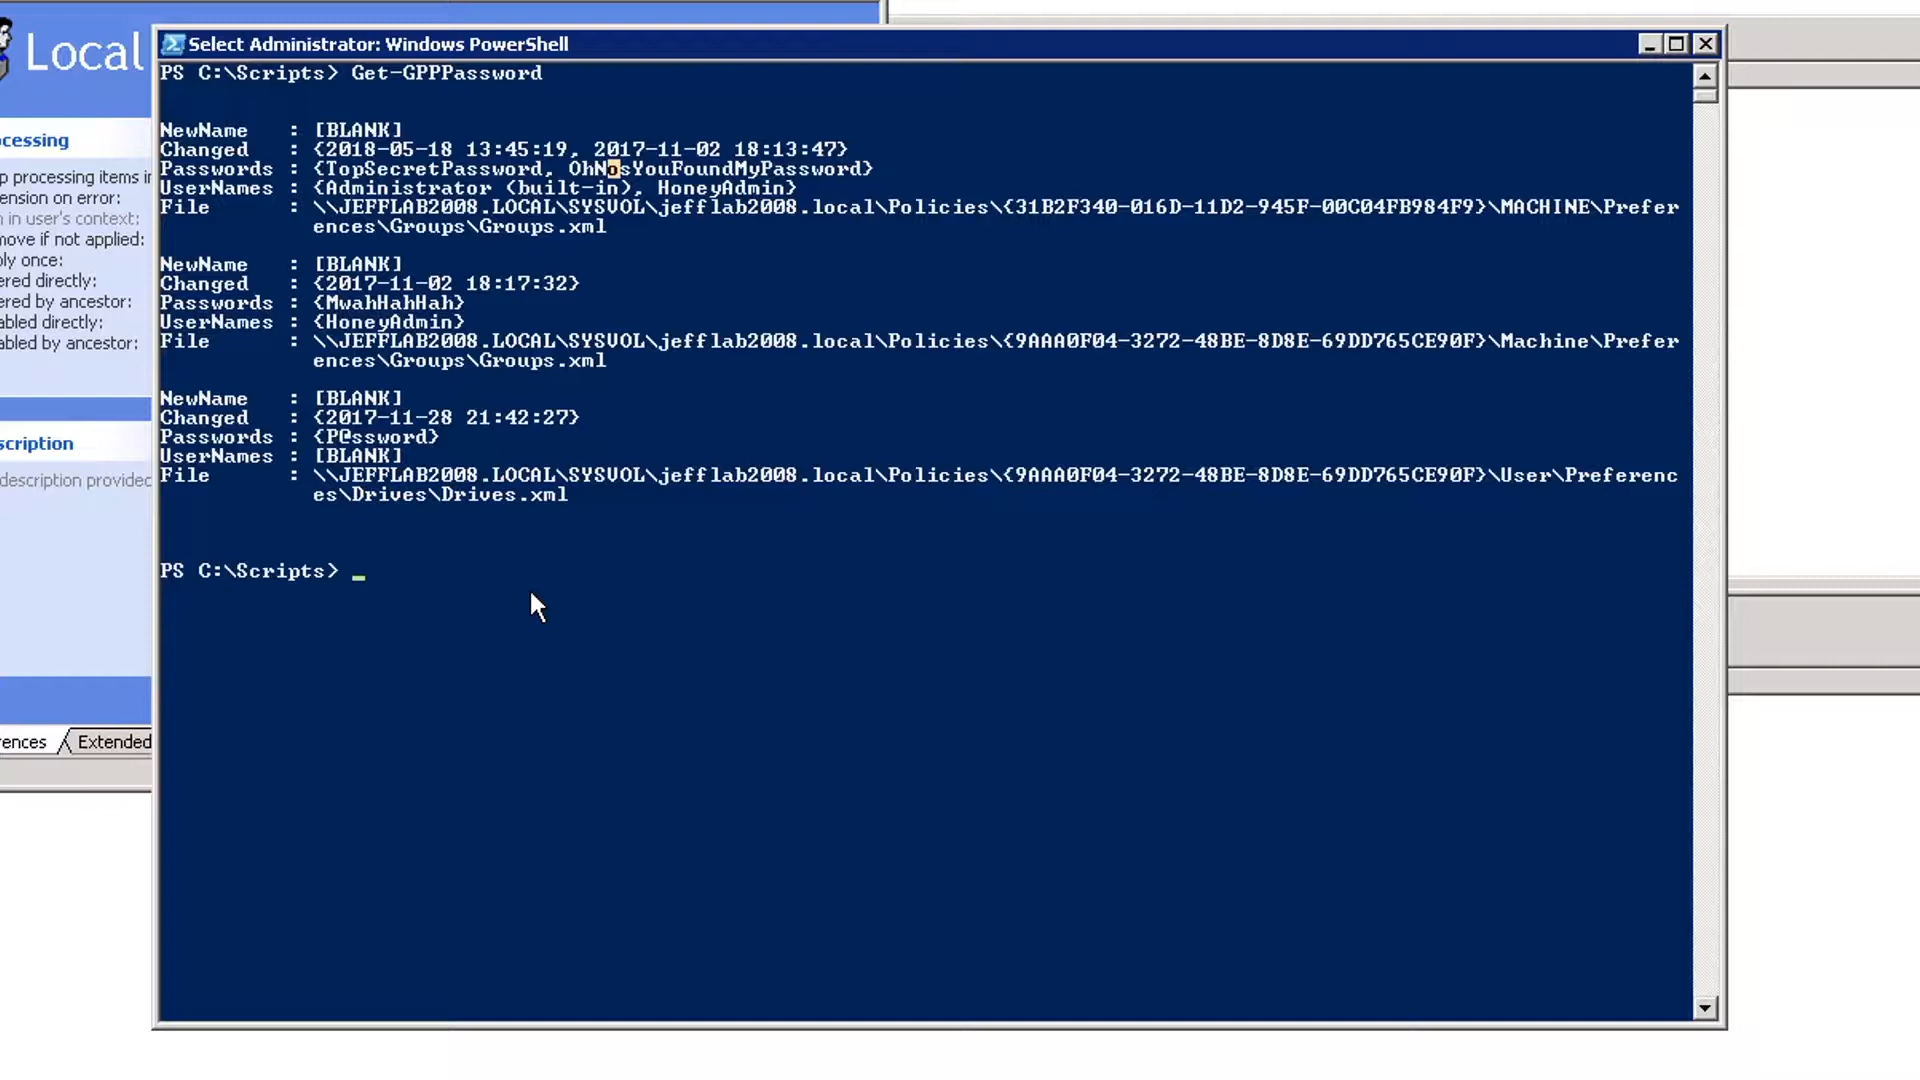 Local
Select Administrator: Windows PowerShell
PS C:\Scripts> Get-GPPPassword
NewName   : [BLANK]
Changed   : {2018-05-18 13:45:19, 2017-11-02 18:13:47}
Passwords : {TopSecretPassword, OhNosYouFoundMyPassword}
UserNames : {Administrator (built-in), HoneyAdmin}
File      : \\JEFFLAB2008.LOCAL\SYSVOL\jefflab2008.local\Policies\{31B2F340-016D-11D2-945F-00C04FB984F9}\MACHINE\Prefer
ences\Groups\Groups.xml
NewName   : [BLANK]
Changed   : {2017-11-02 18:17:32}
Passwords : {MwahHahHah}
UserNames : {HoneyAdmin}
File      : \\JEFFLAB2008.LOCAL\SYSVOL\jefflab2008.local\Policies\{9AAA0F04-3272-48BE-8D8E-69DD765CE90F}\Machine\Prefer
ences\Groups\Groups.xml
NewName   : [BLANK]
Changed   : {2017-11-28 21:42:27}
Passwords : {P@ssword}
UserNames : [BLANK]
File      : \\JEFFLAB2008.LOCAL\SYSVOL\jefflab2008.local\Policies\{9AAA0F04-3272-48BE-8D8E-69DD765CE90F}\User\Preferenc
es\Drives\Drives.xml
PS C:\Scripts> _
ocessing
p processing items in
ension on error:
n in user's context:
move if not applied:
ply once:
ered directly:
ered by ancestor:
abled directly:
abled by ancestor:
scription
description provided
rences
Extended